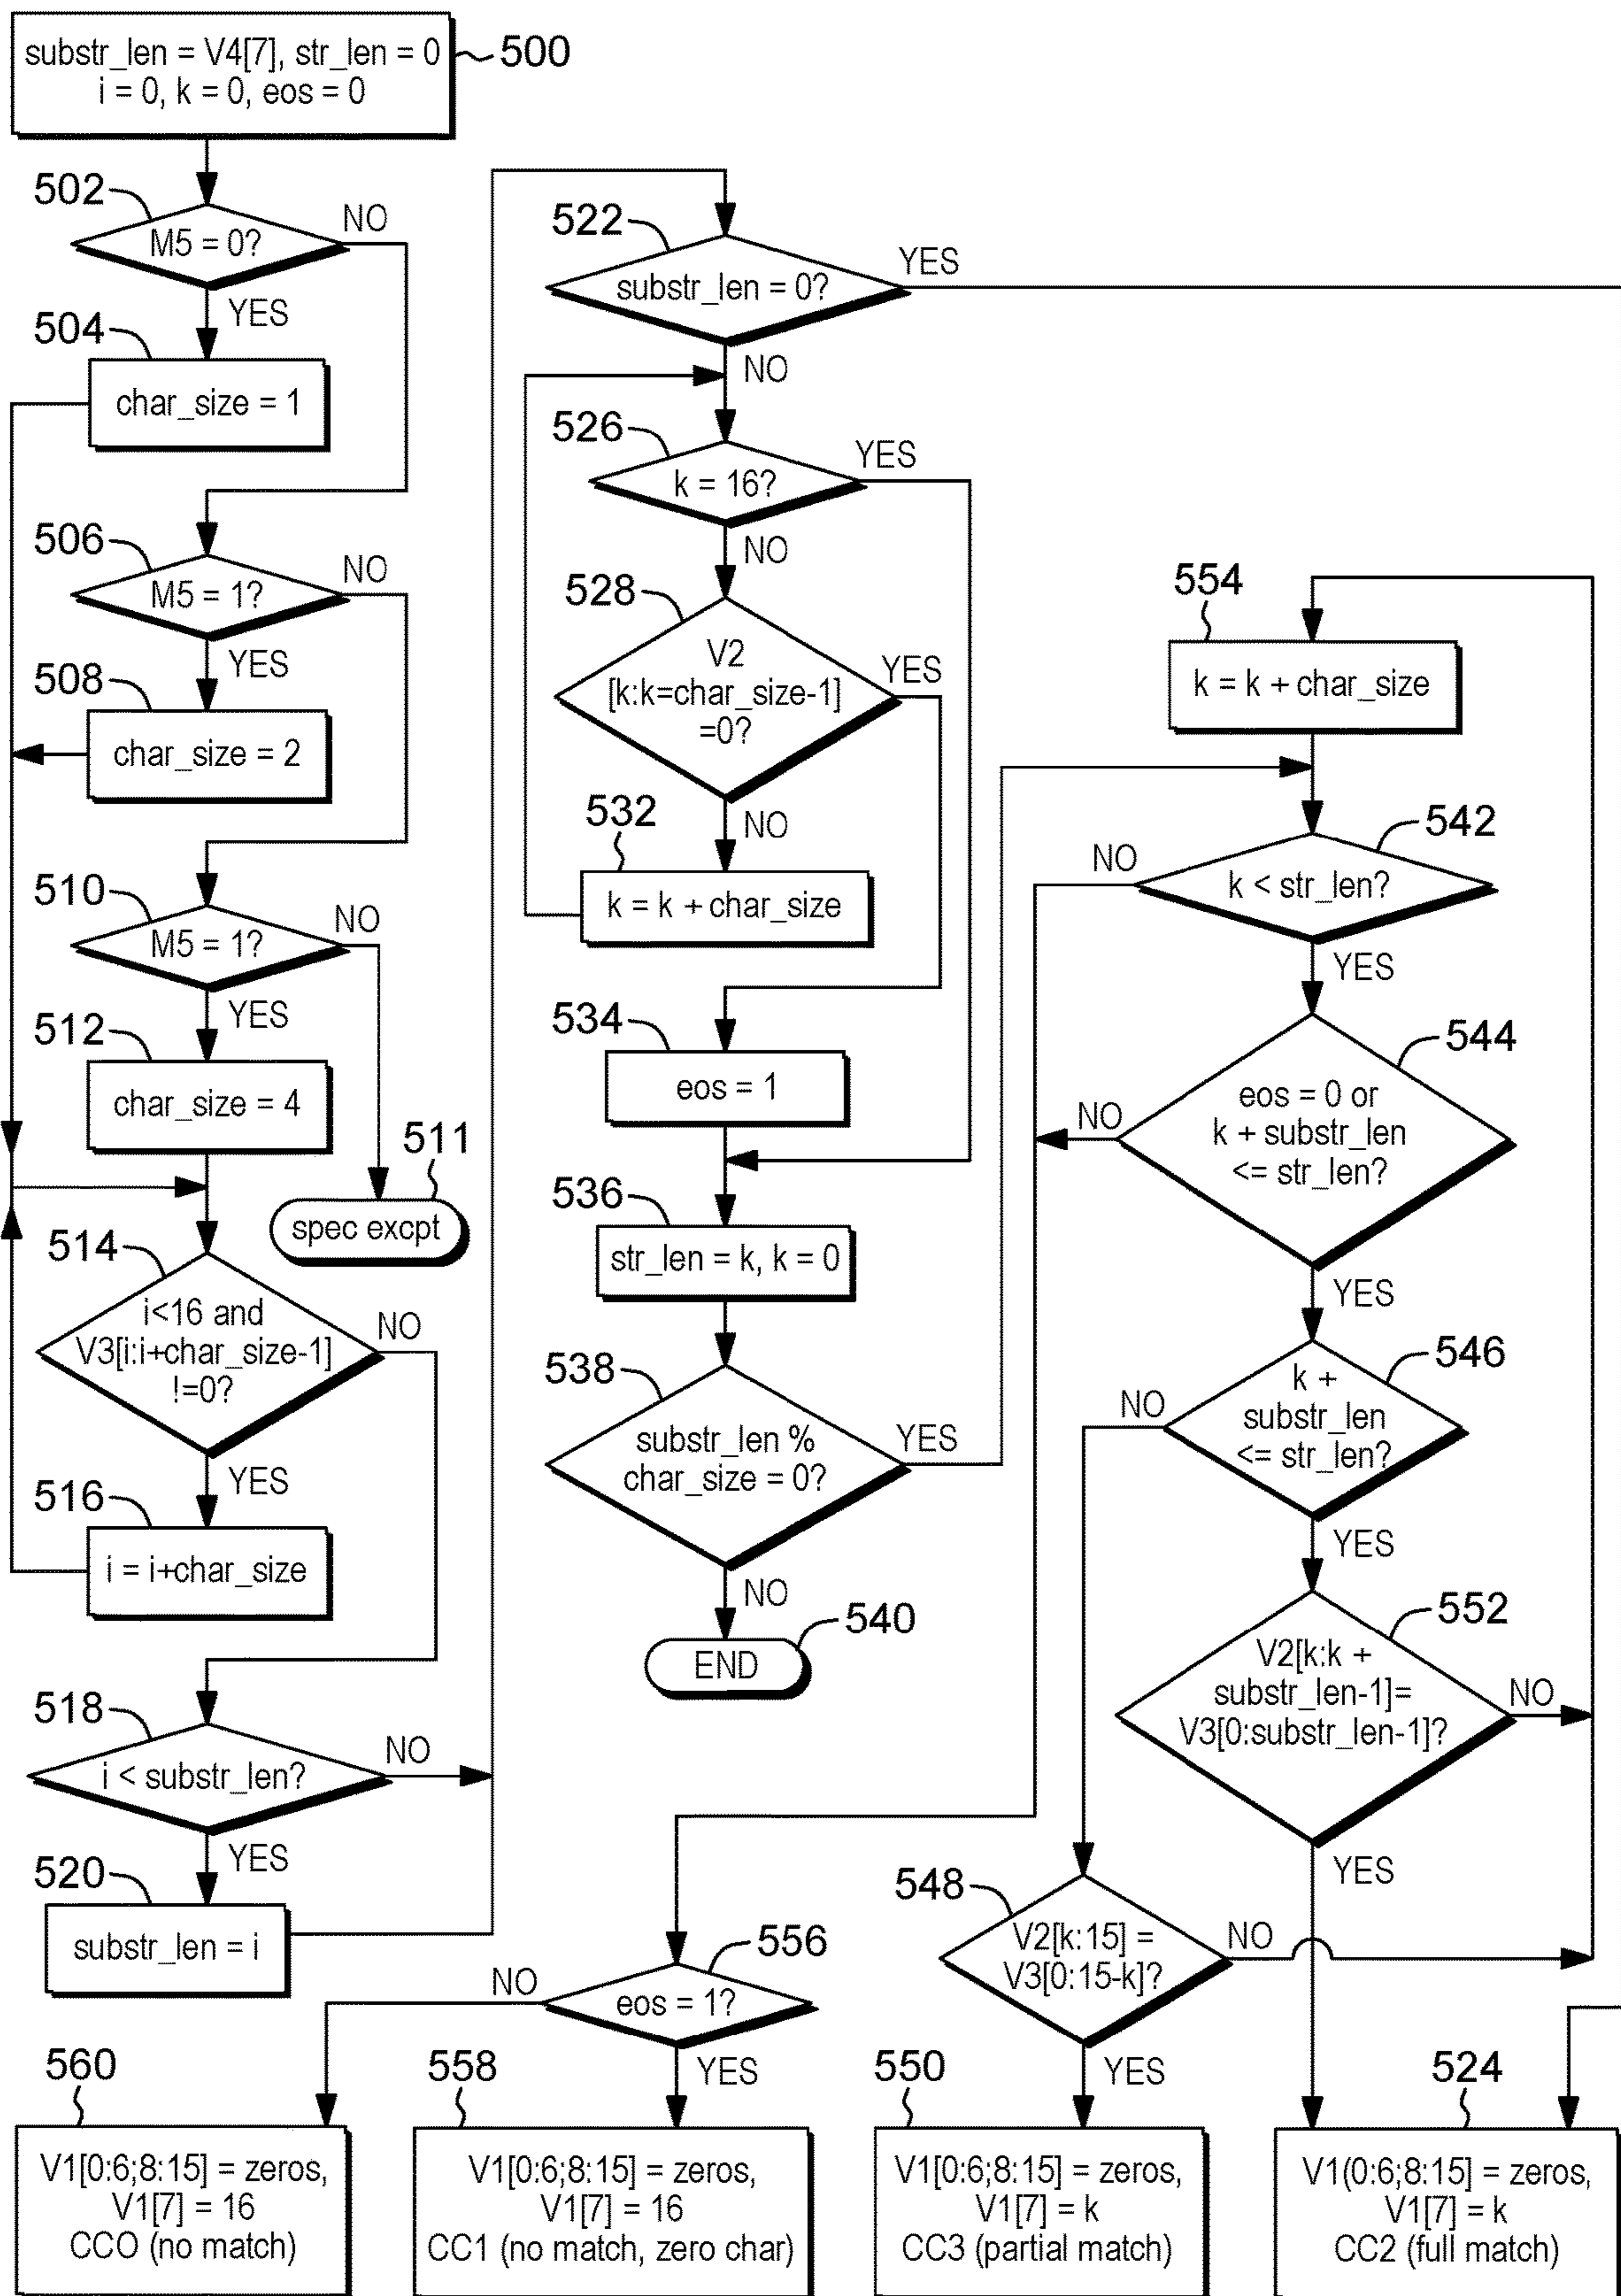 substr_len = V4[7], str_len = 0
i = 0, k = 0, eos = 0
500
502
M5 = 0?
NO
YES
504
char_size = 1
506
M5 = 1?
NO
YES
508
char_size = 2
510
M5 = 1?
NO
YES
512
char_size = 4
511
spec excpt
514
i<16 and
V3[i:i+char_size-1]
!=0?
NO
YES
516
i = i+char_size
518
i < substr_len?
NO
YES
520
substr_len = i
522
substr_len = 0?
YES
NO
526
k = 16?
YES
NO
528
V2
[k:k=char_size-1]
=0?
YES
NO
532
k = k + char_size
534
eos = 1
536
str_len = k, k = 0
538
substr_len %
char_size = 0?
YES
NO
540
END
554
k = k + char_size
542
k < str_len?
NO
YES
544
eos = 0 or
k + substr_len
<= str_len?
NO
YES
546
k +
substr_len
<= str_len?
NO
YES
552
V2[k:k +
substr_len-1]=
V3[0:substr_len-1]?
NO
YES
548
V2[k:15] =
V3[0:15-k]?
NO
YES
556
eos = 1?
NO
YES
560
V1[0:6;8:15] = zeros,
V1[7] = 16
CCO (no match)
558
V1[0:6;8:15] = zeros,
V1[7] = 16
CC1 (no match, zero char)
550
V1[0:6;8:15] = zeros,
V1[7] = k
CC3 (partial match)
524
V1(0:6;8:15] = zeros,
V1[7] = k
CC2 (full match)